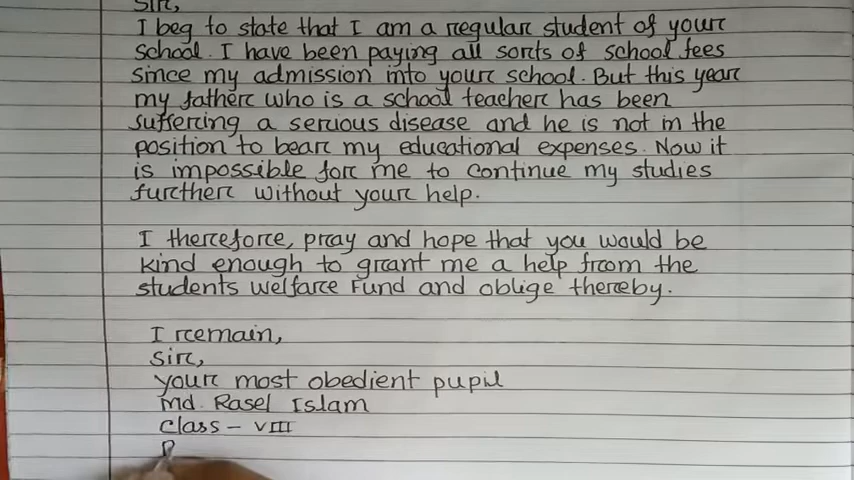 Sir,
I beg to state that I am a regular student of your
school. I have been paying all sorts of school fees
since my admission into your school. But this year
my father who is a school teacher has been
suffering a serious disease and he is not in the
position to bear my educational expenses. Now it
is impossible for me to continue my studies
further without your help.
I therefore, pray and hope that you would be
kind enough to grant me a help from the
students welfare Fund and oblige thereby.
I remain,
Sir,
your most obedient pupil
Md. Rasel Islam
Class - VIII